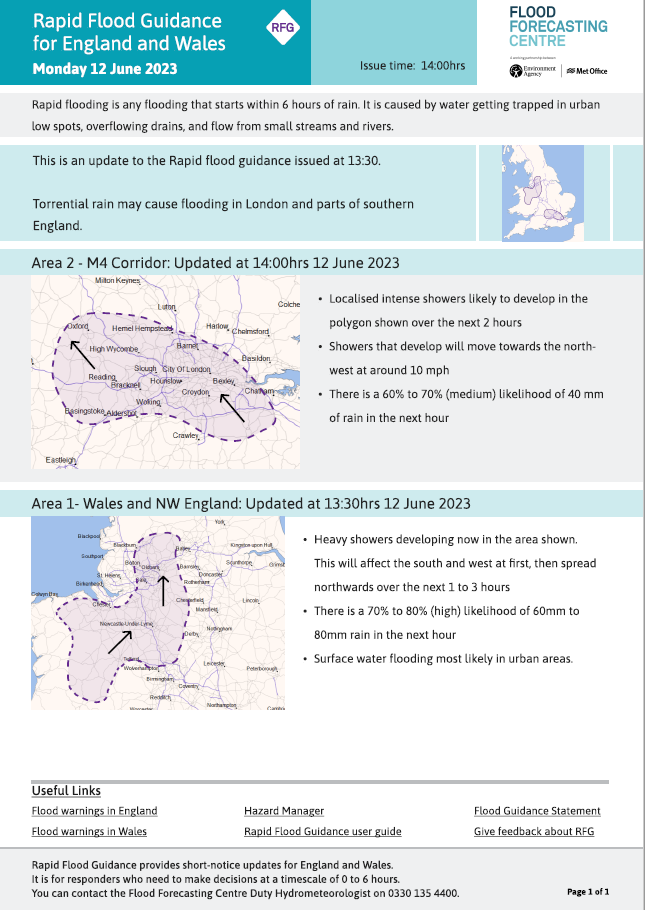 Rapid Flood Guidance
for England and Wales
Monday 12 June 2023
RFG
Issue time: 14:00hrs
FLOOD
FORECASTING
CENTRE
Environment
Agency
Met Office
Rapid flooding is any flooding that starts within 6 hours of rain. It is caused by water getting trapped in urban
low spots, overflowing drains, and flow from small streams and rivers.
This is an update to the Rapid flood guidance issued at 13:30.
Torrential rain may cause flooding in London and parts of southern
England.
Area 2 - M4 Corridor: Updated at 14:00hrs 12 June 2023
Milton Keynes
Luton
Colche
Oxford
Hemel Hempstead
Harlow
Chelmsford
High Wycombe
Barnet
Basildon
Slough
City Of London
Reading
Bracknell
Hounslow
Bexley
Chatham
Croydon
Woking
Basingstoke
Aldershot
Crawley
Eastleigh
• Localised intense showers likely to develop in the
polygon shown over the next 2 hours
• Showers that develop will move towards the north-
west at around 10 mph
• There is a 60% to 70% (medium) likelihood of 40 mm
of rain in the next hour
Area 1- Wales and NW England: Updated at 13:30hrs 12 June 2023
York
Blackpool
Blackburn
Batley
Kingston upon Hull
Southport
Bolton
Oldham
Barnsley
Scunthorpe
Grims
Doncaster
St. Helens
Sale
Rotherham
Birkenhead
Colwyn Bay
Chester
Chesterfield
Lincoln
Mansfield
Newcastle-Under-Lyme
Nottingham
Derby
Telford
Leicester
Peterborough
Wolverhampton
Birmingham
Coventry
Redditch
Worcester
Northampton
Camb
• Heavy showers developing now in the area shown.
This will affect the south and west at first, then spread
northwards over the next 1 to 3 hours
• There is a 70% to 80% (high) likelihood of 60mm to
80mm rain in the next hour
• Surface water flooding most likely in urban areas.
Useful Links
Flood warnings in England
Hazard Manager
Flood Guidance Statement
Flood warnings in Wales
Rapid Flood Guidance user guide
Give feedback about RFG
Rapid Flood Guidance provides short-notice updates for England and Wales.
It is for responders who need to make decisions at a timescale of 0 to 6 hours.
You can contact the Flood Forecasting Centre Duty Hydrometeorologist on 0330 135 4400.
Page 1 of 1